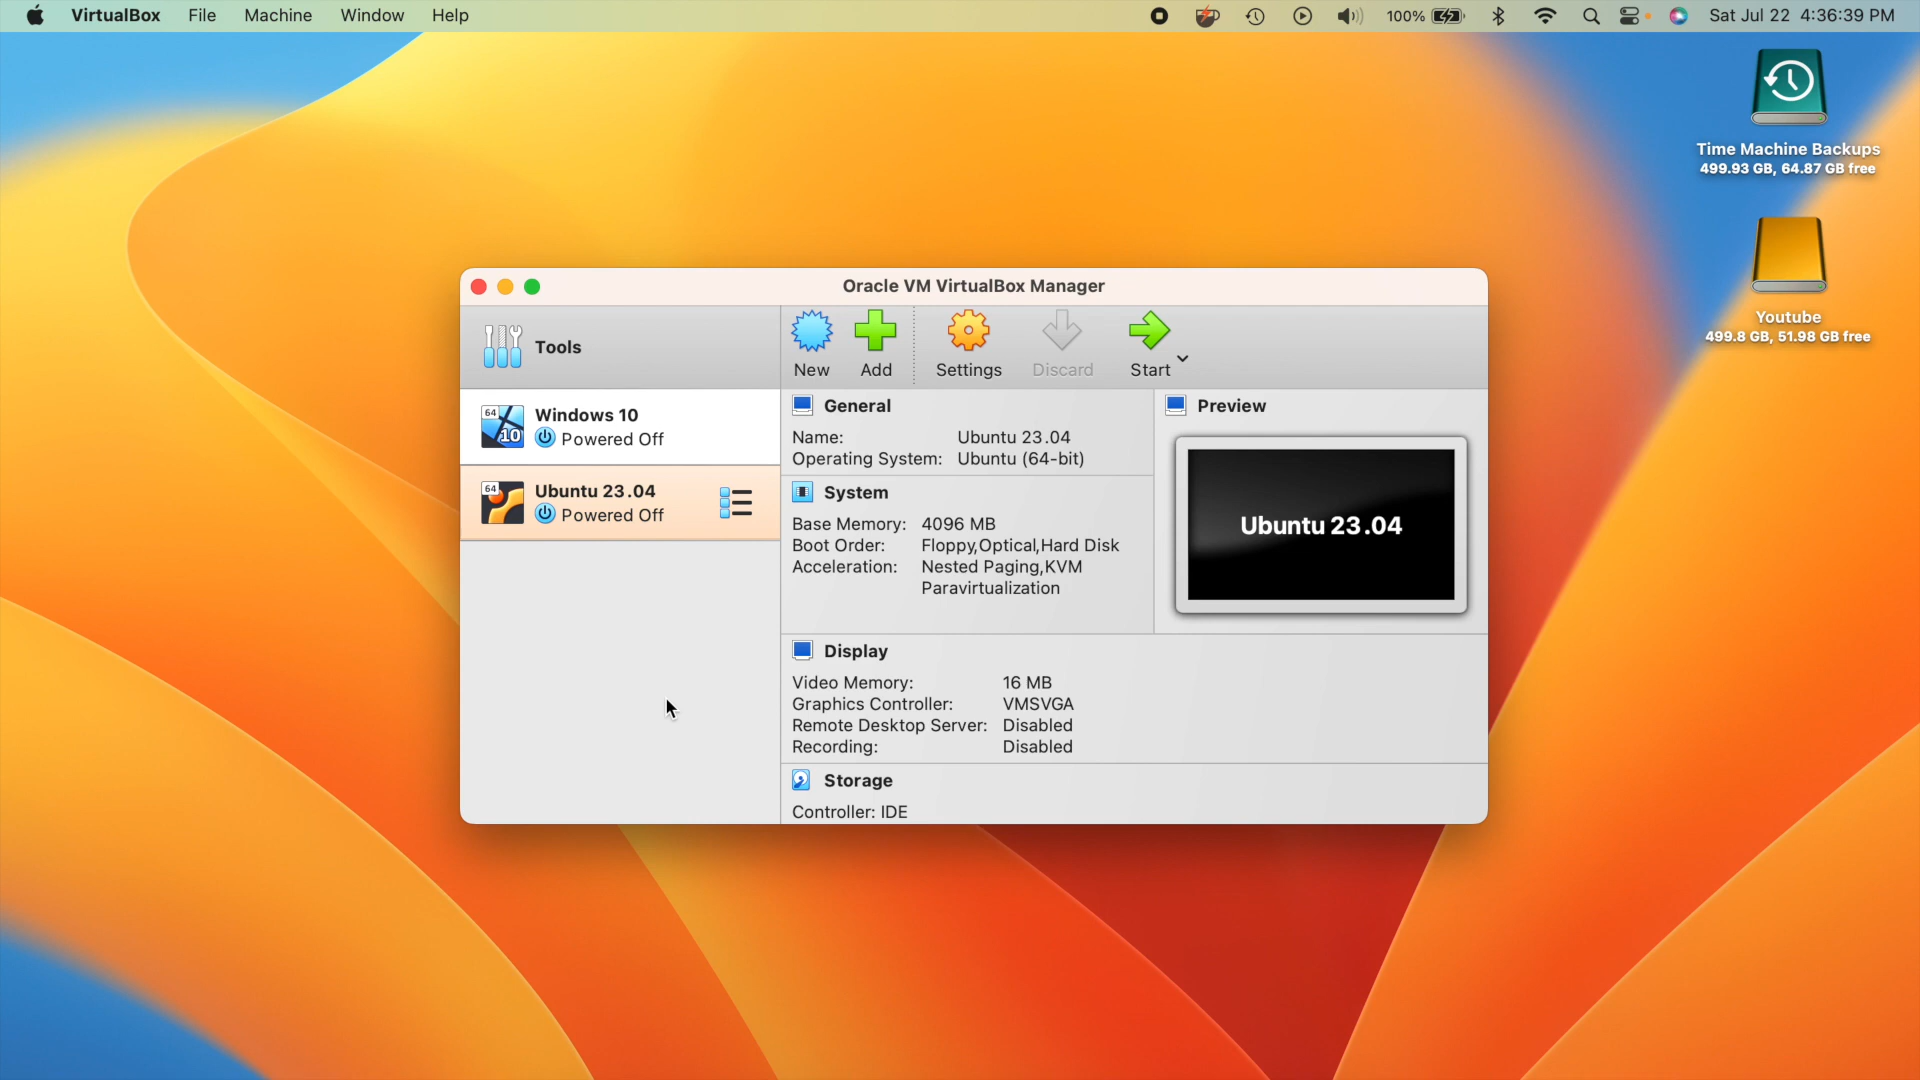 VirtualBox File Machine Window Help 100% Sat Jul 22 4:36:39 PM
Time Machine Backups
499.93 GB, 64.87 GB free
Youtube
499.8 GB, 51.98 GB free
Oracle VM VirtualBox Manager
Tools
New Add Settings Discard Start
64 10 Windows 10
Powered Off
64 Ubuntu 23.04
Powered Off
General
Name: Ubuntu 23.04
Operating System: Ubuntu (64-bit)
System
Base Memory: 4096 MB
Boot Order: Floppy,Optical,Hard Disk
Acceleration: Nested Paging,KVM
Paravirtualization
Preview
Ubuntu 23.04
Display
Video Memory: 16 MB
Graphics Controller: VMSVGA
Remote Desktop Server: Disabled
Recording: Disabled
Storage
Controller: IDE